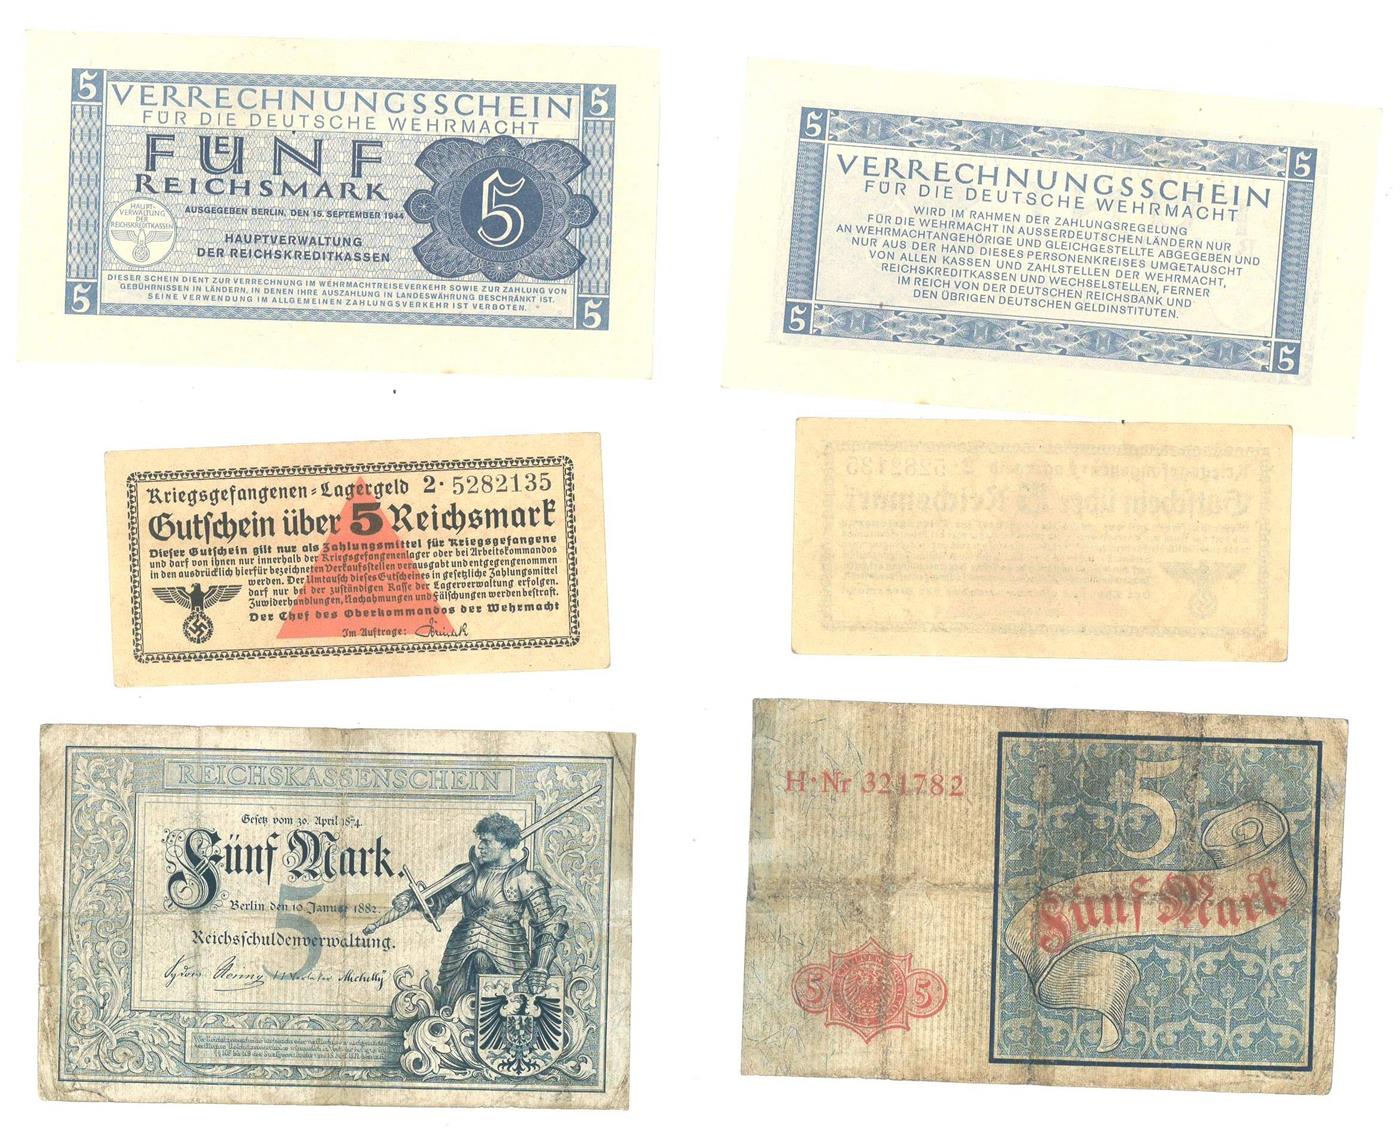 5
VERRECHNUNGSSCHEIN
5
FÜR DIE DEUTSCHE WEHRMACHT
FUENF
REICHSMARK
AUSGEGEBEN BERLIN, DEN 15. SEPTEMBER 1944
5
HAUPT-
VERWALTUNG
DER
REICHSKREDITKASSEN
HAUPTVERWALTUNG
DER REICHSKREDITKASSEN
DIESER SCHEIN DIENT ZUR VERRECHNUNG IM WEHRMACHTREISEVERKEHR SOWIE ZUR ZAHLUNG VON
GEBÜHRNISSEN IN LÄNDERN, IN DENEN IHRE AUSZAHLUNG IN LANDESWÄHRUNG BESCHRÄNKT IST.
SEINE VERWENDUNG IM ALLGEMEINEN ZAHLUNGSVERKEHR IST VERBOTEN.
5
5
5
5
VERRECHNUNGSSCHEIN
FÜR DIE DEUTSCHE WEHRMACHT
WIRD IM RAHMEN DER ZAHLUNGSREGELUNG
FÜR DIE WEHRMACHT IN AUSSERDEUTSCHEN LÄNDERN NUR
AN WEHRMACHTANGEHÖRIGE UND GLEICHGESTELLTE ABGEGEBEN UND
NUR AUS DER HAND DIESES PERSONENKREISES UMGETAUSCHT
VON ALLEN KASSEN UND ZAHLSTELLEN DER WEHRMACHT,
REICHSKREDITKASSEN UND WECHSELSTELLEN, FERNER
IM REICH VON DER DEUTSCHEN REICHSBANK UND
DEN ÜBRIGEN DEUTSCHEN GELDINSTITUTEN.
5
5
Kriegsgefangenen-Lagergeld 2·5282135
Gutschein über 5 Reichsmark
Dieser Gutschein gilt nur als Zahlungsmittel für Kriegsgefangene
und darf von ihnen nur innerhalb der Kriegsgefangenenlager oder bei Arbeitskommandos
in den ausdrücklich hierfür bezeichneten Verkaufsstellen verausgabt und entgegengenommen
werden. Der Umtausch dieses Gutscheines in gesetzliche Zahlungsmittel
darf nur bei der zuständigen Kasse der Lagerverwaltung erfolgen.
Zuwiderhandlungen, Nachahmungen und Fälschungen werden bestraft.
Der Chef des Oberkommandos der Wehrmacht
Im Auftrage:
REICHSKASSENSCHEIN
Gesetz vom 30. April 1874.
Fünf Mark.
5
Berlin den 10. Januar 1882.
Reichsschuldenverwaltung.
Sydow
H·Nr 321782
5
Fünf Mark
5
5